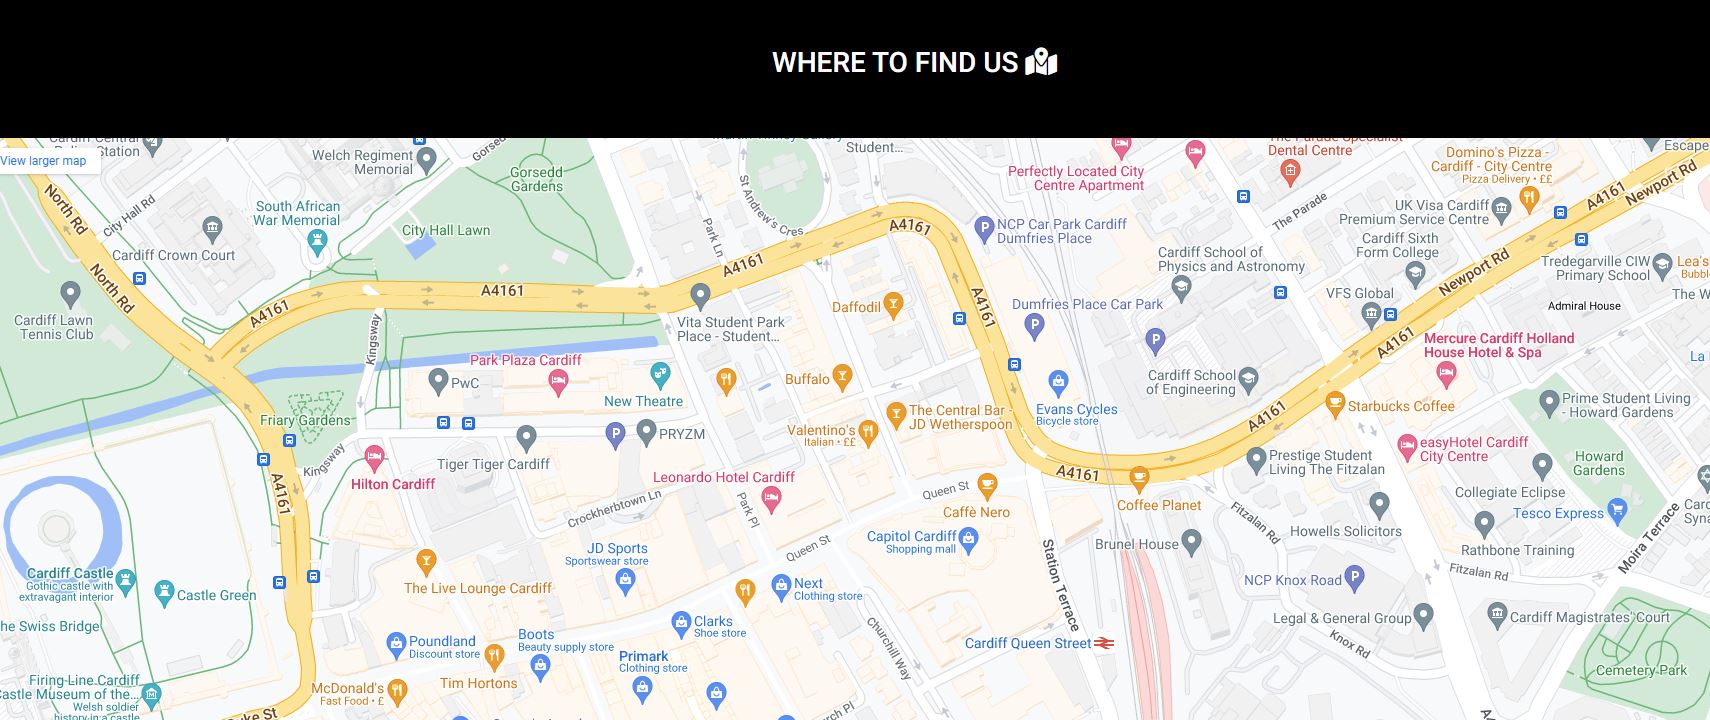 WHERE TO FIND US
View larger map
Welch Regiment
Memorial
Gorsedd
Gardens
Student...
Perfectly Located City
Centre Apartment
The Parade Specialist
Dental Centre
Domino's Pizza -
Cardiff - City Centre
Pizza Delivery • ££
Escape
North Rd
City Hall Rd
South African
War Memorial
City Hall Lawn
Cardiff Crown Court
St Andrew's Cres
Park Ln
A4161
NCP Car Park Cardiff
Dumfries Place
The Parade
UK Visa Cardiff
Premium Service Centre
A4161
Newport Rd
Cardiff School of
Physics and Astronomy
Cardiff Sixth
Form College
Tredegarville CIW
Primary School
Lea's
Bubbl
North Rd
A4161
A4161
A4161
Newport Rd
Cardiff Lawn
Tennis Club
Kingsway
Vita Student Park
Place - Student...
Daffodil
A4161
Dumfries Place Car Park
VFS Global
Admiral House
The W
A4161
Mercure Cardiff Holland
House Hotel & Spa
La
Park Plaza Cardiff
PwC
New Theatre
Buffalo
Cardiff School
of Engineering
Friary Gardens
PRYZM
Valentino's
Italian • ££
The Central Bar -
JD Wetherspoon
Evans Cycles
Bicycle store
A4161
Starbucks Coffee
Prime Student Living
- Howard Gardens
Kingsway
Tiger Tiger Cardiff
Hilton Cardiff
Leonardo Hotel Cardiff
A4161
easyHotel Cardiff
City Centre
Prestige Student
Living The Fitzalan
Howard
Gardens
A4161
Crockherbtown Ln
Park Pl
Queen St
Caffè Nero
Coffee Planet
Fitzalan Rd
Collegiate Eclipse
Tesco Express
Howells Solicitors
Card
Syna
Queen St
Capitol Cardiff
Shopping mall
Station Terrace
Brunel House
Rathbone Training
Moira Terrace
JD Sports
Sportswear store
Fitzalan Rd
Cardiff Castle
Gothic castle with
extravagant interior
Castle Green
The Live Lounge Cardiff
Next
Clothing store
NCP Knox Road
he Swiss Bridge
Clarks
Shoe store
Churchill Way
Legal & General Group
Cardiff Magistrates' Court
Poundland
Discount store
Boots
Beauty supply store
Cardiff Queen Street
Knox Rd
Primark
Clothing store
Cemetery Park
Firing Line Cardiff
Castle Museum of the...
Welsh soldier
history in a castle
McDonald's
Fast Food • £
Tim Hortons
Duke St